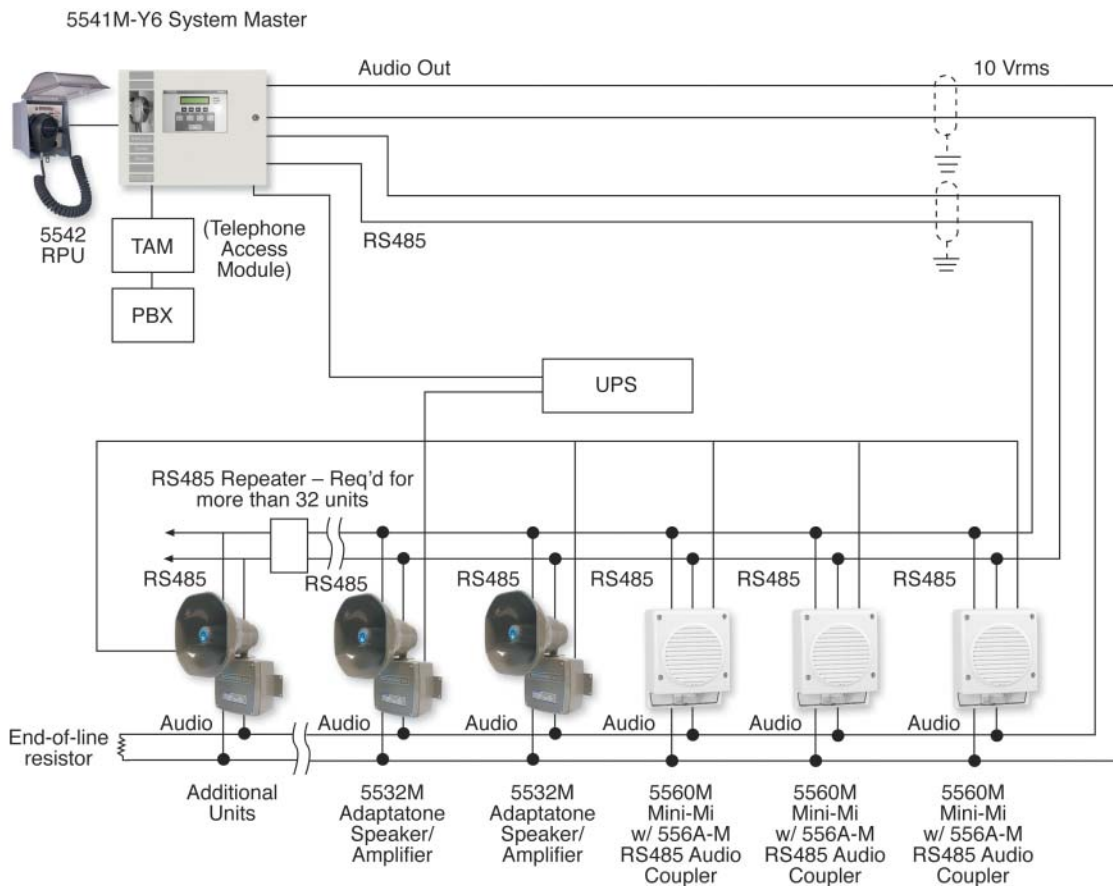 5541M-Y6 System Master
Audio Out
10 Vrms
5542
RPU
TAM
(Telephone
Access
Module)
RS485
PBX
UPS
RS485 Repeater – Req'd for
more than 32 units
RS485
RS485
RS485
RS485
RS485
RS485
Audio
Audio
Audio
Audio
Audio
Audio
End-of-line
resistor
Additional
Units
5532M
Adaptatone
Speaker/
Amplifier
5532M
Adaptatone
Speaker/
Amplifier
5560M
Mini-Mi
w/ 556A-M
RS485 Audio
Coupler
5560M
Mini-Mi
w/ 556A-M
RS485 Audio
Coupler
5560M
Mini-Mi
w/ 556A-M
RS485 Audio
Coupler